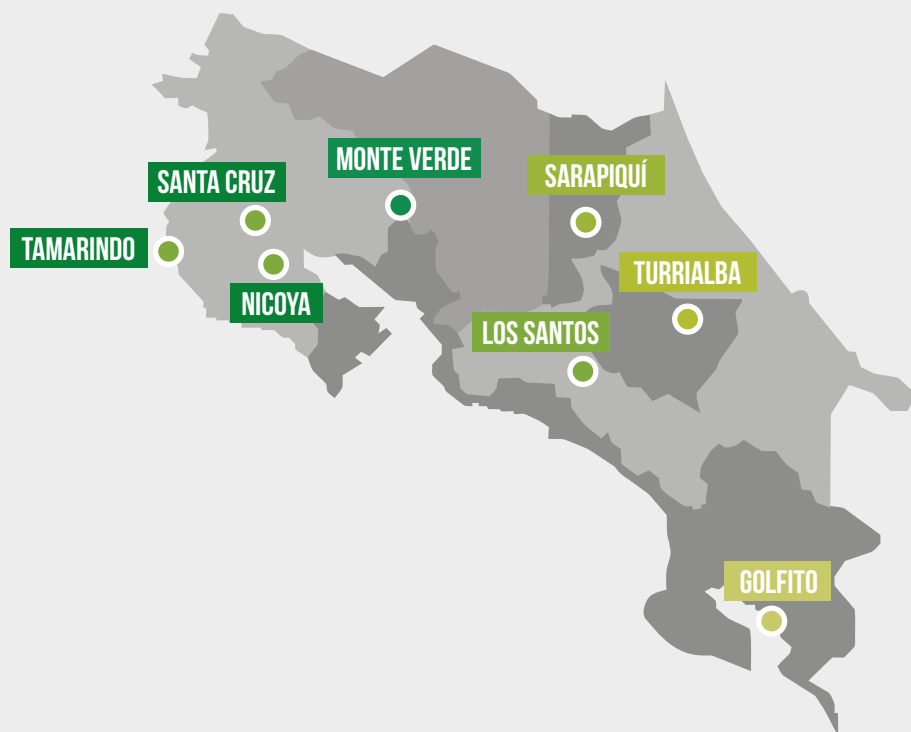 MONTE VERDE
SANTA CRUZ
SARAPIQUÍ
TAMARINDO
TURRIALBA
NICOYA
LOS SANTOS
GOLFITO